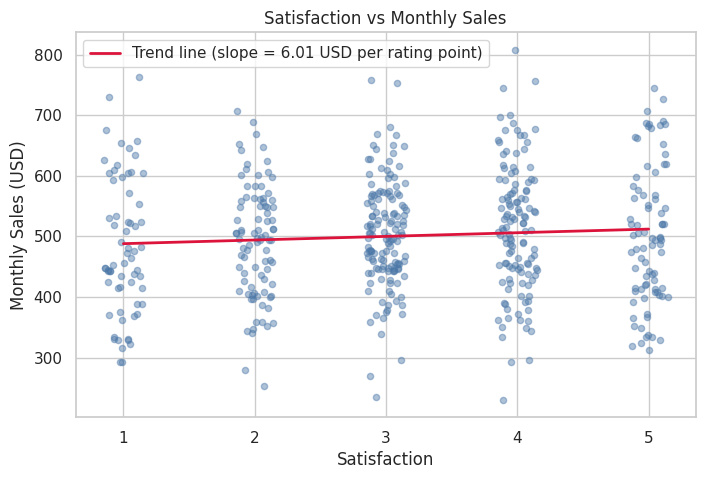 Satisfaction vs Monthly Sales
Trend line (slope = 6.01 USD per rating point)
Monthly Sales (USD)
800
700
600
500
400
300
1 2 3 4 5
Satisfaction